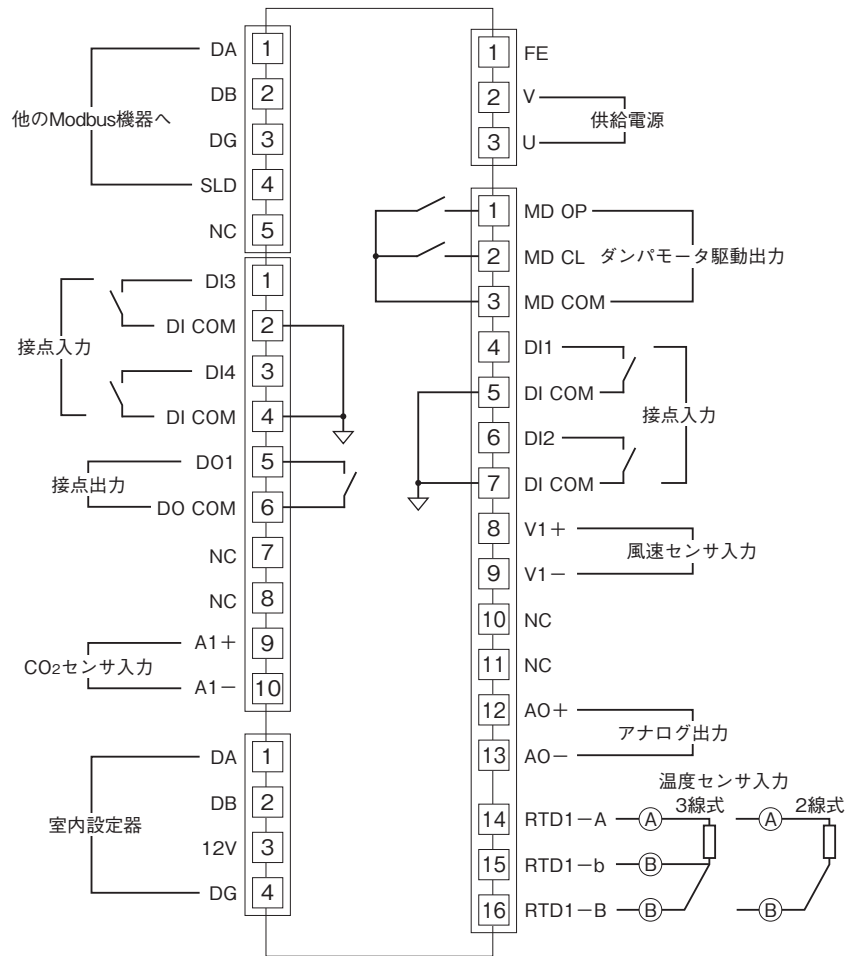 他のModbus機器へ
DA 1
DB 2
DG 3
SLD 4
NC 5
接点入力
DI3 1
DI COM 2
DI4 3
DI COM 4
接点出力
DO1 5
DO COM 6
NC 7
NC 8
CO2センサ入力
A1+ 9
A1− 10
室内設定器
DA 1
DB 2
12V 3
DG 4
1 FE
2 V
3 U
供給電源
1 MD OP
2 MD CL
3 MD COM
ダンパモータ駆動出力
4 DI1
5 DI COM
6 DI2
7 DI COM
接点入力
8 V1+
9 V1−
風速センサ入力
10 NC
11 NC
12 AO+
13 AO−
アナログ出力
温度センサ入力
3線式 2線式
14 RTD1−A A A
15 RTD1−b B
16 RTD1−B B B